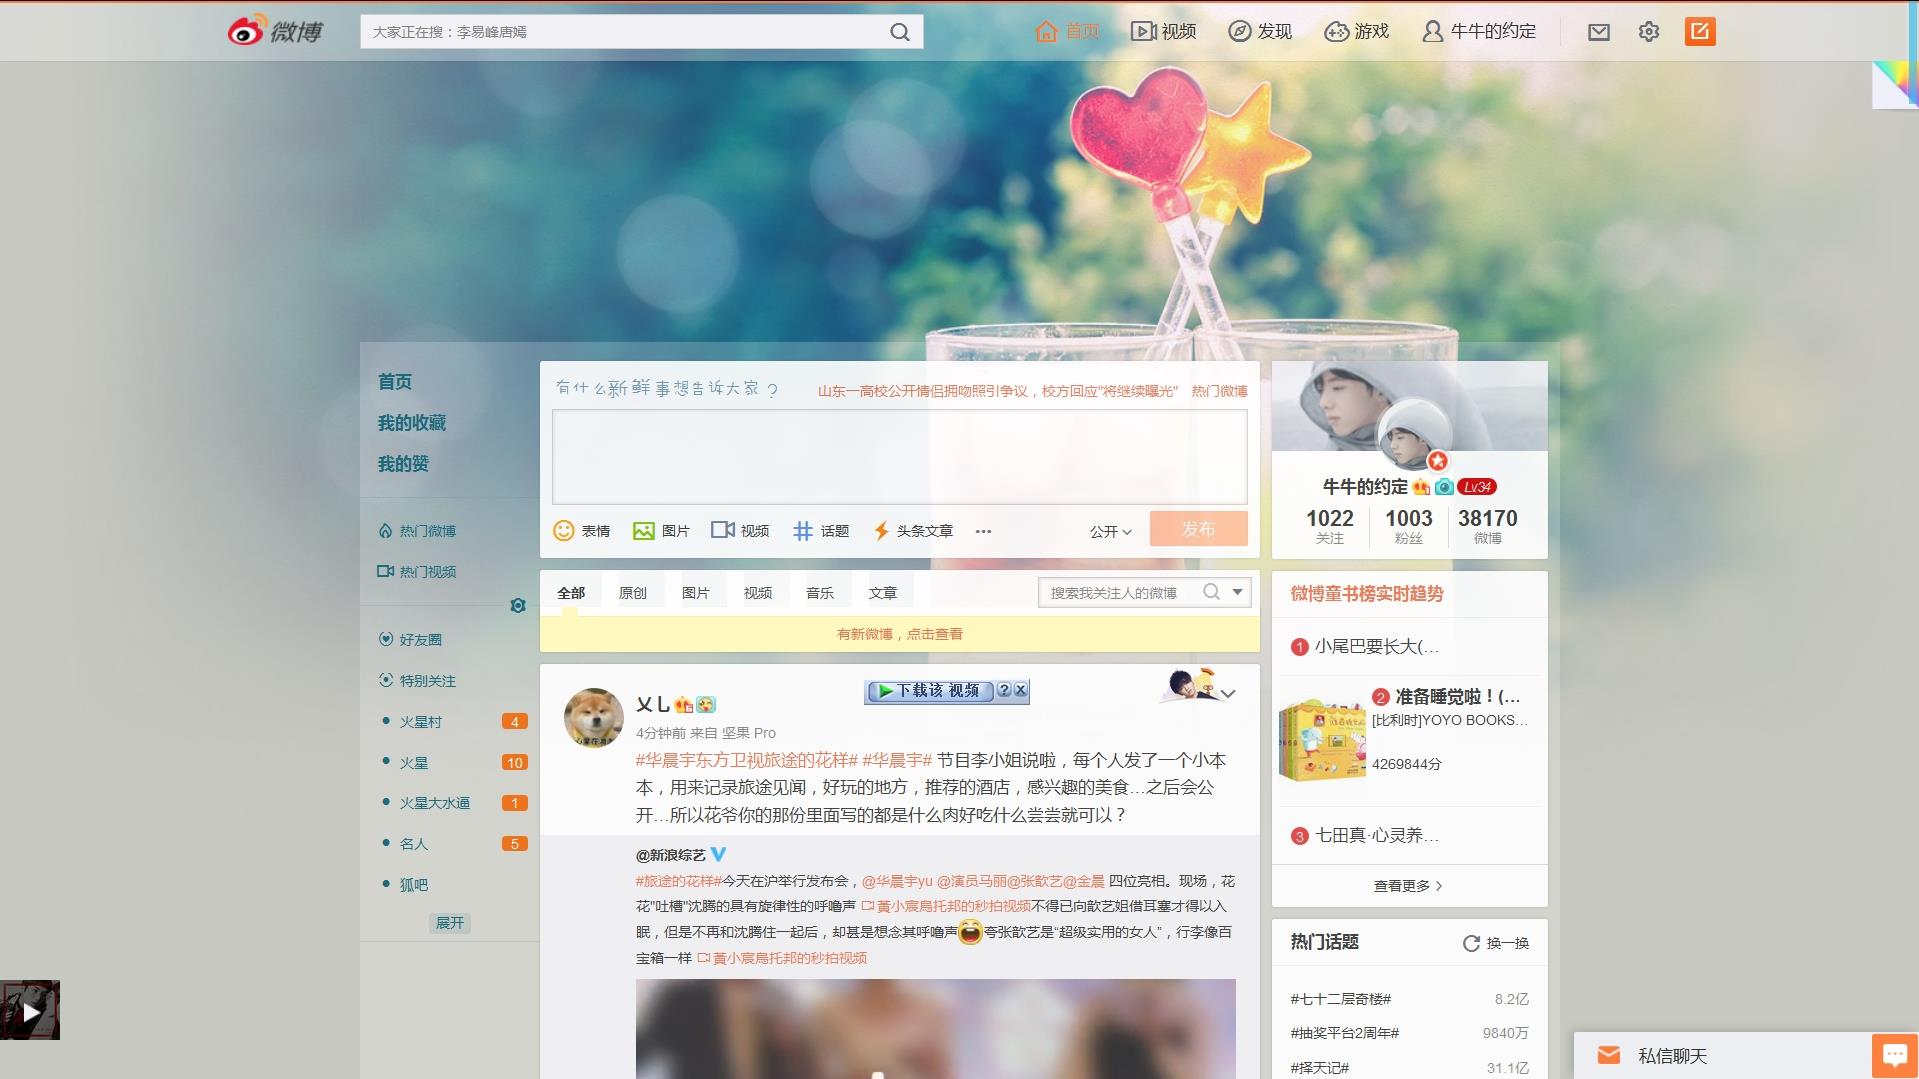 微博
大家正在搜：李易峰唐嫣
首页
视频
发现
游戏
牛牛的约定
首页
我的收藏
我的赞
热门微博
热门视频
好友圈
特别关注
火星村 4
火星 10
火星大水逼 1
名人 5
狐吧
展开
有什么新鲜事想告诉大家？
山东一高校公开情侣拥吻照引争议，校方回应"将继续曝光" 热门微博
表情 图片 视频 话题 头条文章 ··· 公开 发布
全部 原创 图片 视频 音乐 文章
搜索我关注人的微博
有新微博，点击查看
乂乚
下载该 视频 ? X
4分钟前 来自 坚果 Pro
#华晨宇东方卫视旅途的花样# #华晨宇# 节目李小姐说啦，每个人发了一个小本
本，用来记录旅途见闻，好玩的地方，推荐的酒店，感兴趣的美食…之后会公
开…所以花爷你的那份里面写的都是什么肉好吃什么尝尝就可以？
@新浪综艺
#旅途的花样#今天在沪举行发布会，@华晨宇yu @演员马丽@张歆艺@金晨 四位亮相。现场，花
花"吐槽"沈腾的具有旋律性的呼噜声 黃小宸烏托邦的秒拍视频不得已向歆艺姐借耳塞才得以入
眠，但是不再和沈腾住一起后，却甚是想念其呼噜声夸张歆艺是“超级实用的女人”，行李像百
宝箱一样 黃小宸烏托邦的秒拍视频
牛牛的约定 Lv34
1022 1003 38170
关注 粉丝 微博
微博童书榜实时趋势
1 小尾巴要长大(...
2 准备睡觉啦！(...
[比利时]YOYO BOOKS...
4269844分
3 七田真·心灵养...
查看更多
热门话题 换一换
#七十二层奇楼# 8.2亿
#抽奖平台2周年# 9840万
#择天记# 31.1亿
私信聊天